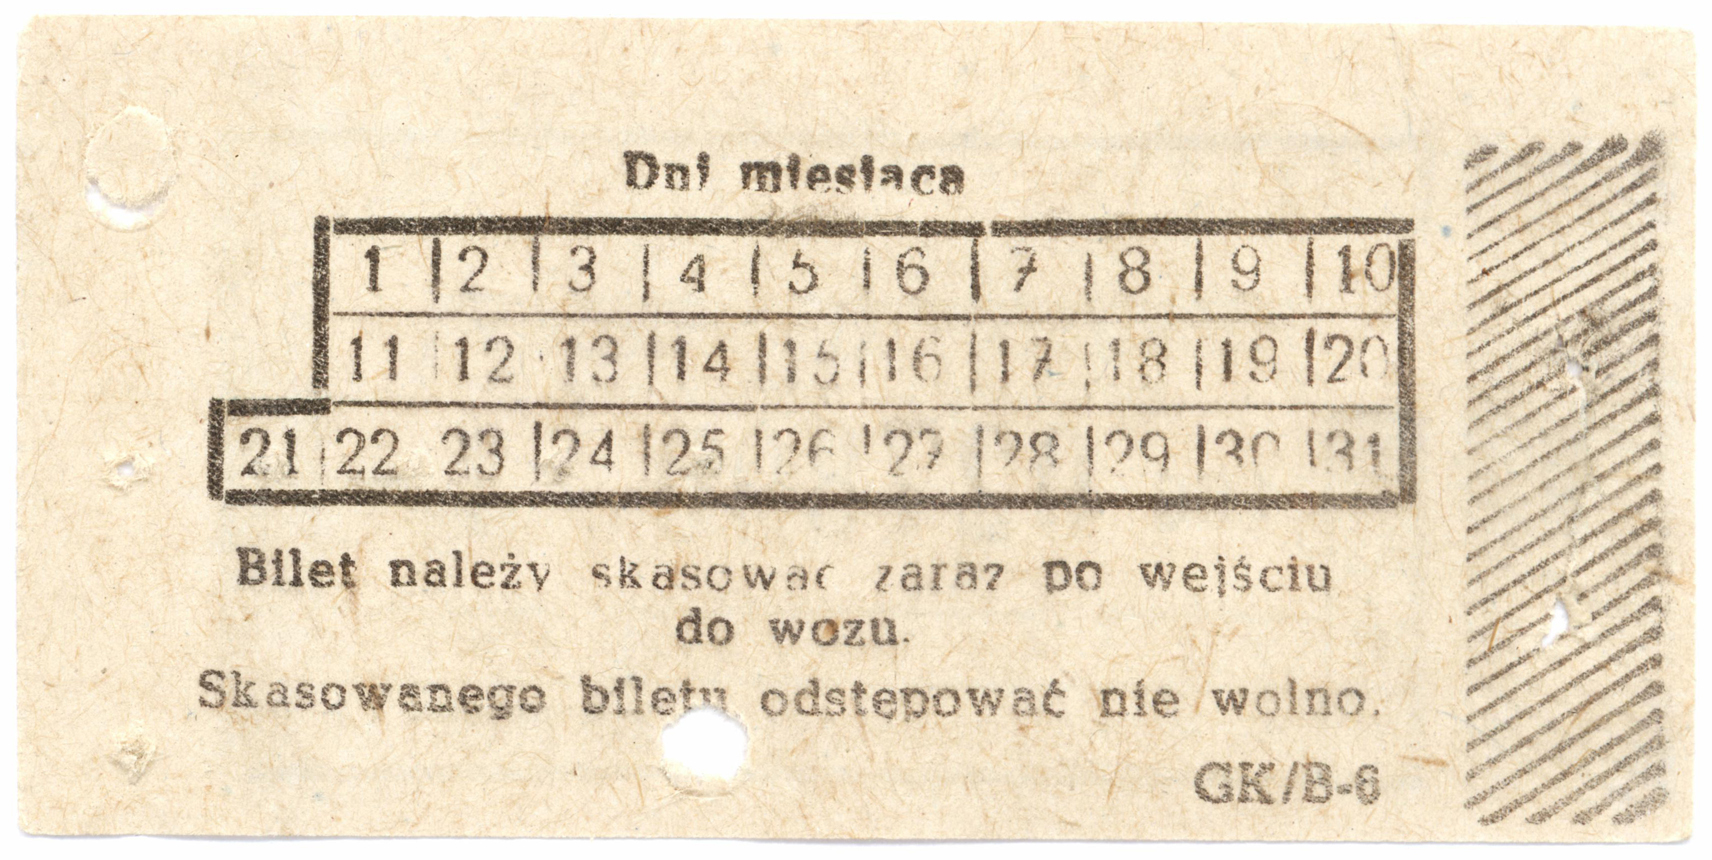 Dni miesiąca
1 | 2 | 3 | 4 | 5 | 6 | 7 | 8 | 9 | 10
11 | 12 | 13 | 14 | 15 | 16 | 17 | 18 | 19 | 20
21 | 22 23 | 24 | 25 | 26 | 27 | 28 | 29 | 30 | 31
Bilet należy skasować zaraz po wejściu
do wozu.
Skasowanego biletu odstępować nie wolno.
GK/B-6